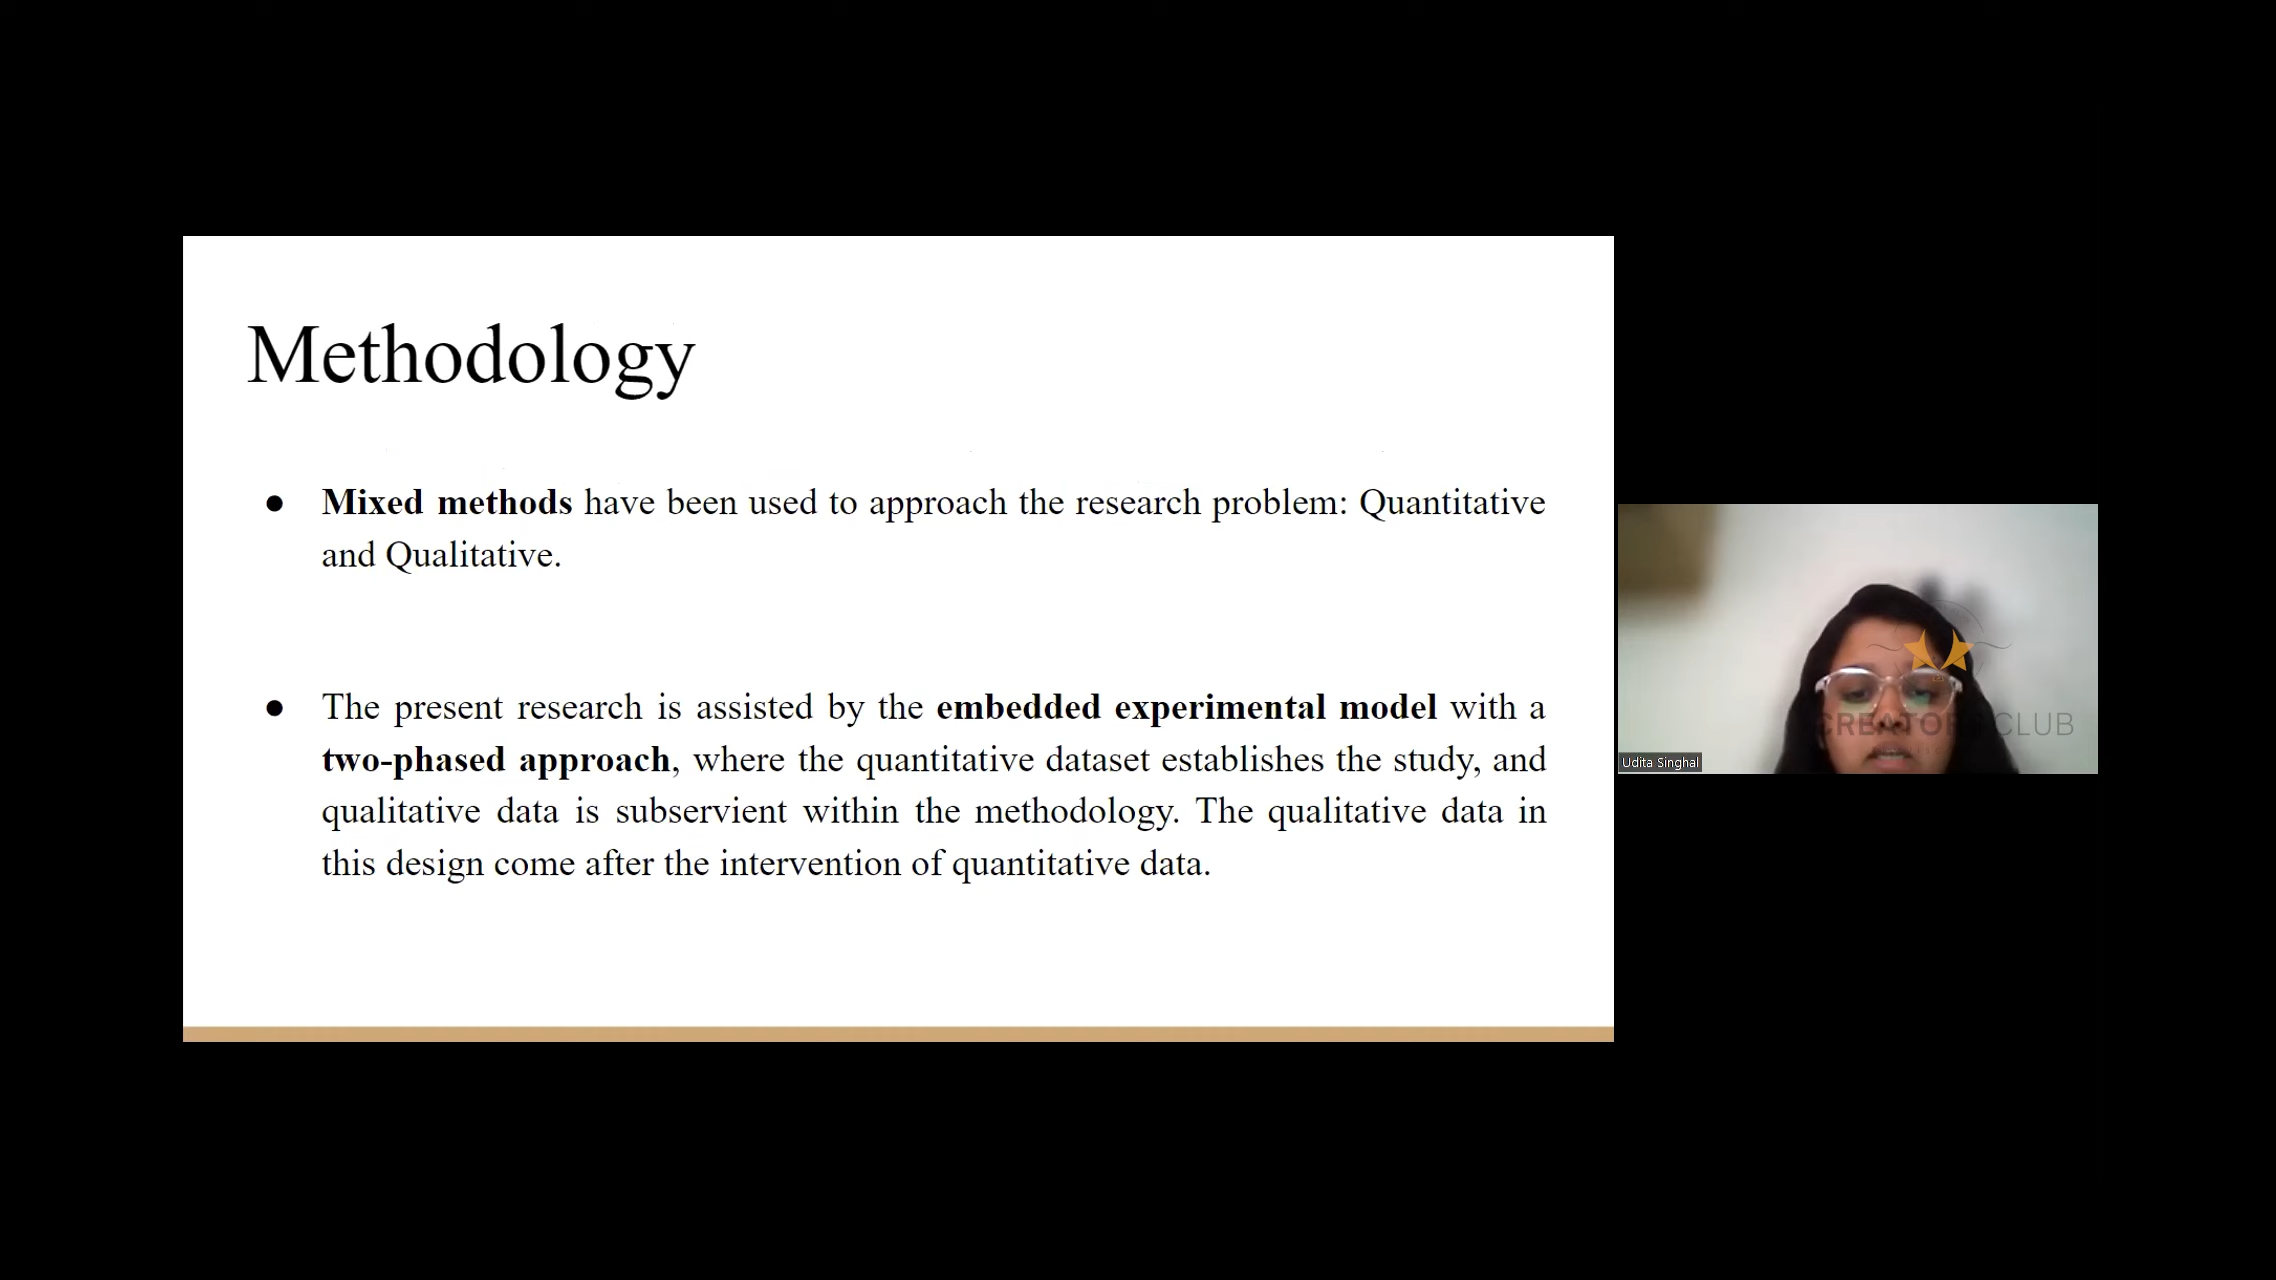 Methodology
● Mixed methods have been used to approach the research problem: Quantitative
and Qualitative.
● The present research is assisted by the embedded experimental model with a
two-phased approach, where the quantitative dataset establishes the study, and
qualitative data is subservient within the methodology. The qualitative data in
this design come after the intervention of quantitative data.
CREATORS CLUB
Udita Singhal